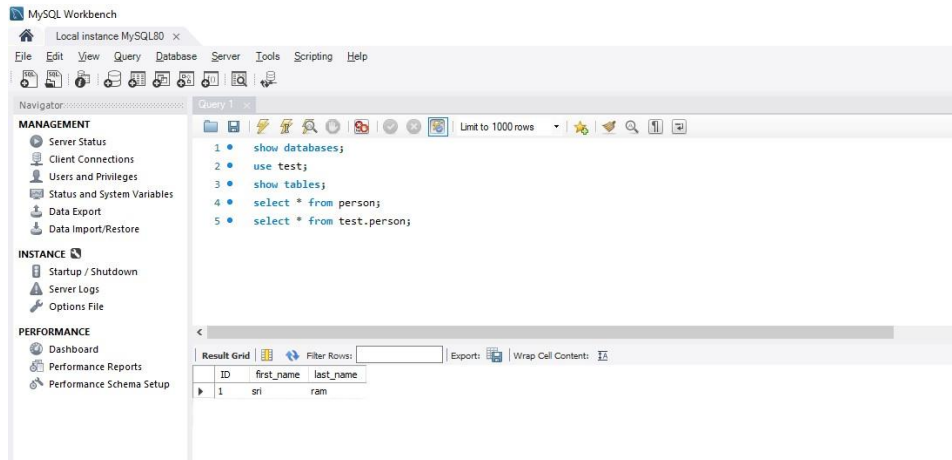 MySQL Workbench
Local instance MySQL80 ×
File Edit View Query Database Server Tools Scripting Help
Navigator
Query 1 ×
MANAGEMENT
Server Status
Client Connections
Users and Privileges
Status and System Variables
Data Export
Data Import/Restore
INSTANCE
Startup / Shutdown
Server Logs
Options File
PERFORMANCE
Dashboard
Performance Reports
Performance Schema Setup
Limit to 1000 rows
1 show databases;
2 use test;
3 show tables;
4 select * from person;
5 select * from test.person;
Result Grid Filter Rows: Export: Wrap Cell Content:
ID first_name last_name
1 sri ram